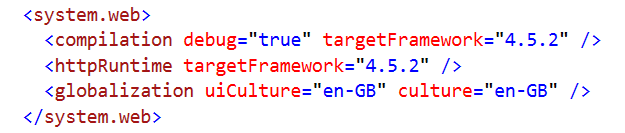 <system.web>
<compilation debug="true" targetFramework="4.5.2" />
<httpRuntime targetFramework="4.5.2" />
<globalization uiCulture="en-GB" culture="en-GB" />
</system.web>